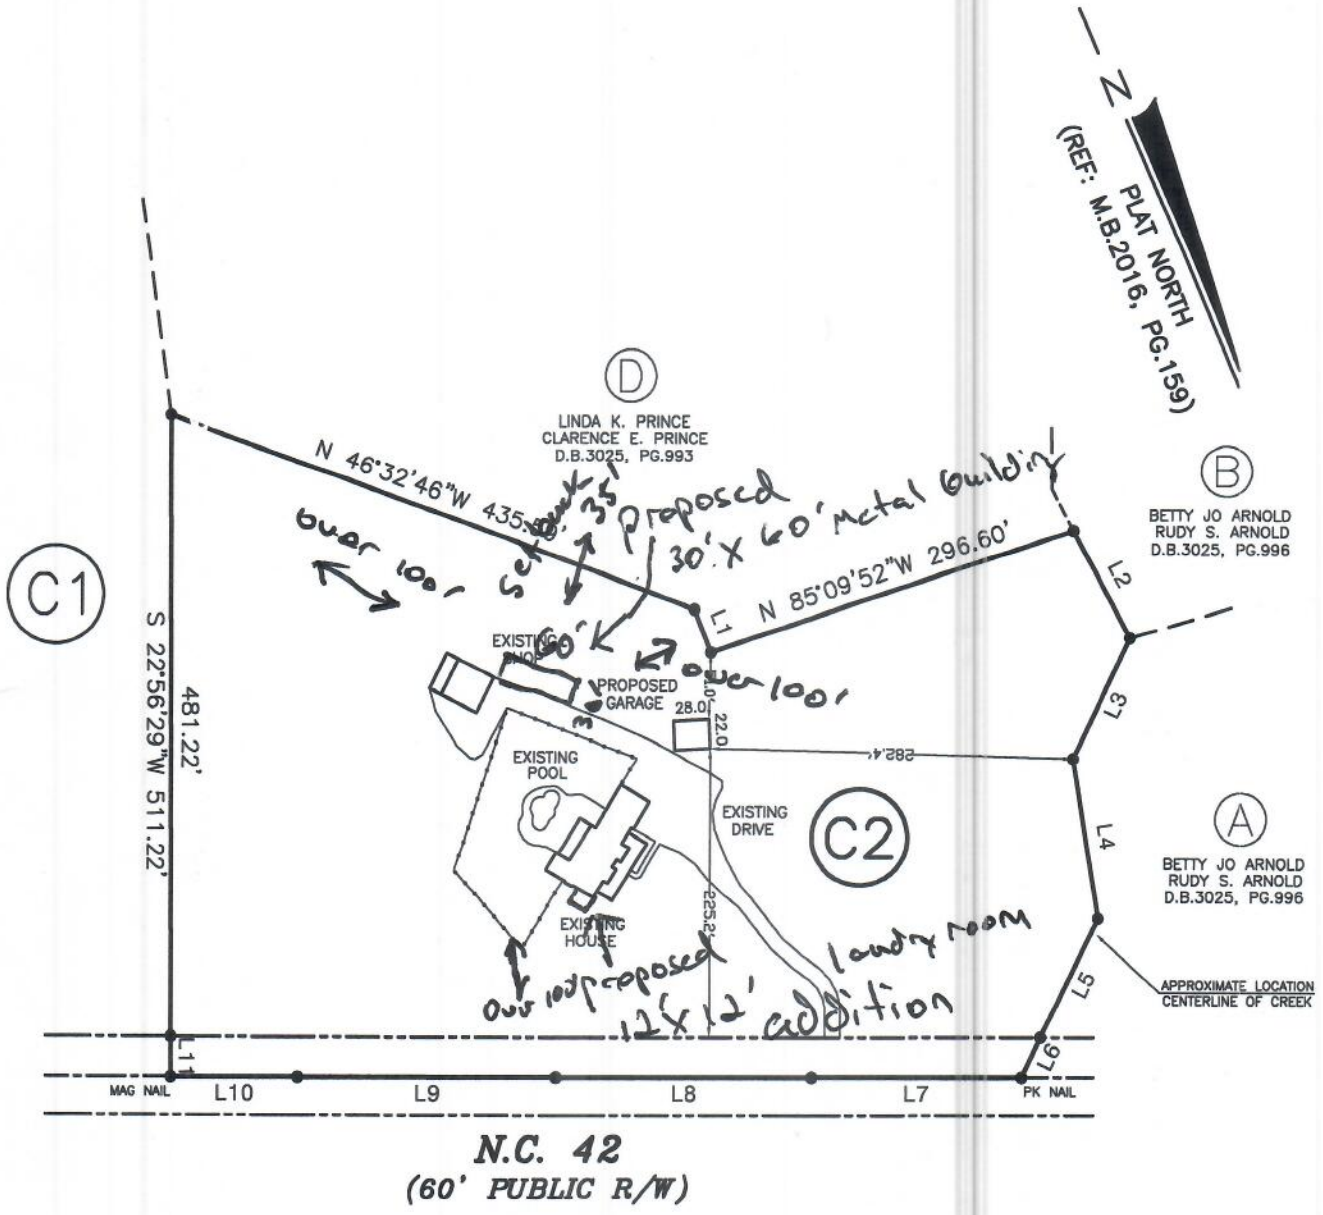 N
PLAT NORTH
(REF: M.B.2016, PG.159)
D
LINDA K. PRINCE
CLARENCE E. PRINCE
D.B.3025, PG.993
N 46°32'46"W 435.
Setback 35'
proposed
30' X 60' metal building
N 85°09'52"W 296.60'
L1
B
BETTY JO ARNOLD
RUDY S. ARNOLD
D.B.3025, PG.996
L2
C1
over 100'
S 22°56'29"W 511.22'
481.22'
EXISTING
SHOP
60'
over 100'
PROPOSED
GARAGE
28.0
22.0
282.4'
L3
EXISTING
POOL
EXISTING
DRIVE
C2
L4
A
BETTY JO ARNOLD
RUDY S. ARNOLD
D.B.3025, PG.996
225.2'
EXISTING
HOUSE
over 100'
proposed
laundry room
12' X 12' addition
L5
APPROXIMATE LOCATION
CENTERLINE OF CREEK
L6
L11
MAG NAIL
L10
L9
L8
L7
PK NAIL
N.C. 42
(60' PUBLIC R/W)